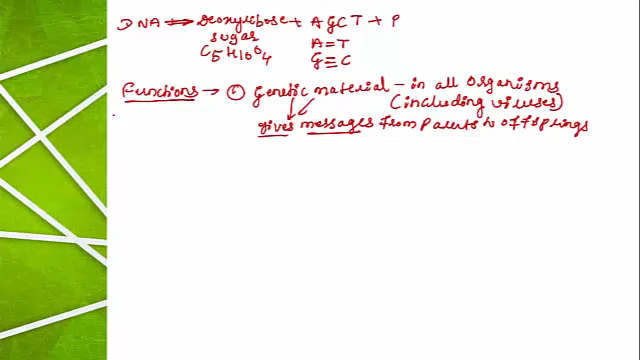 DNA → Deoxyribose + A G C T + P
sugar A = T
C5H10O4 G ≡ C
Functions → ① Genetic material - in all Organisms
(including viruses)
gives messages from Parents to offsprings